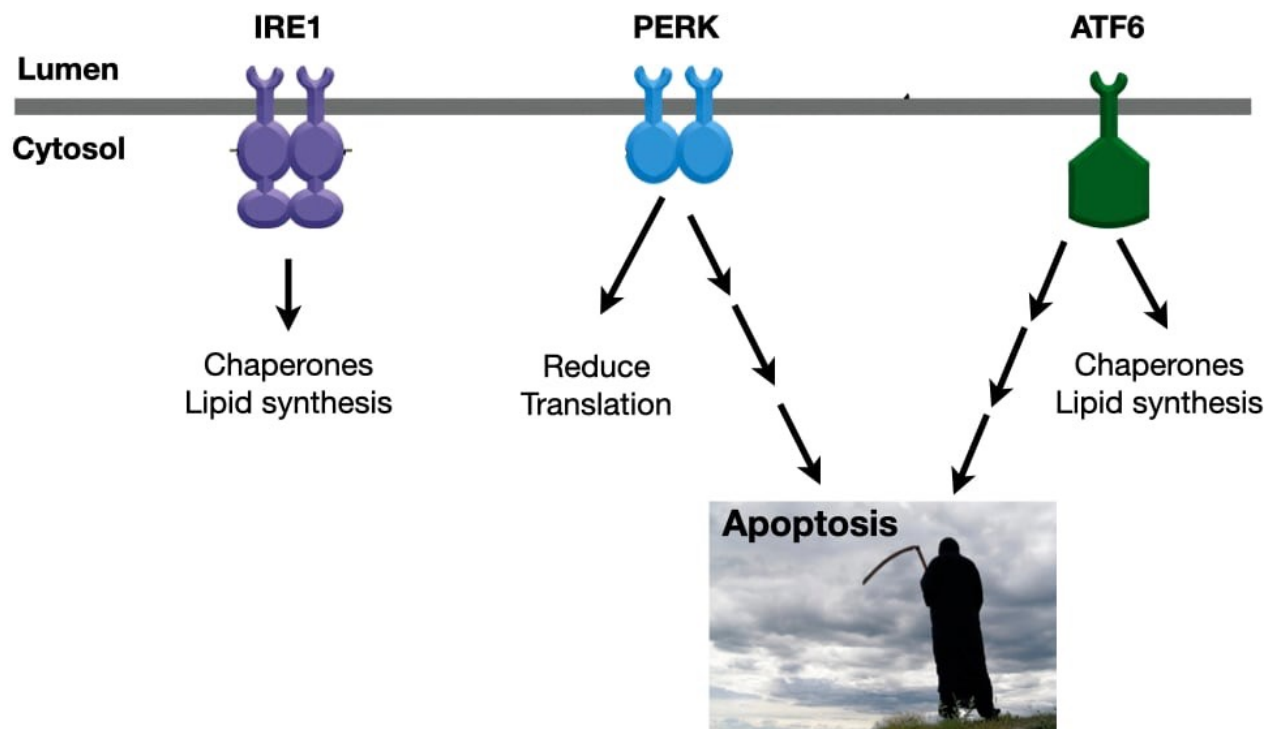 IRE1
PERK
ATF6
Lumen
Cytosol
Chaperones
Lipid synthesis
Reduce
Translation
Chaperones
Lipid synthesis
Apoptosis